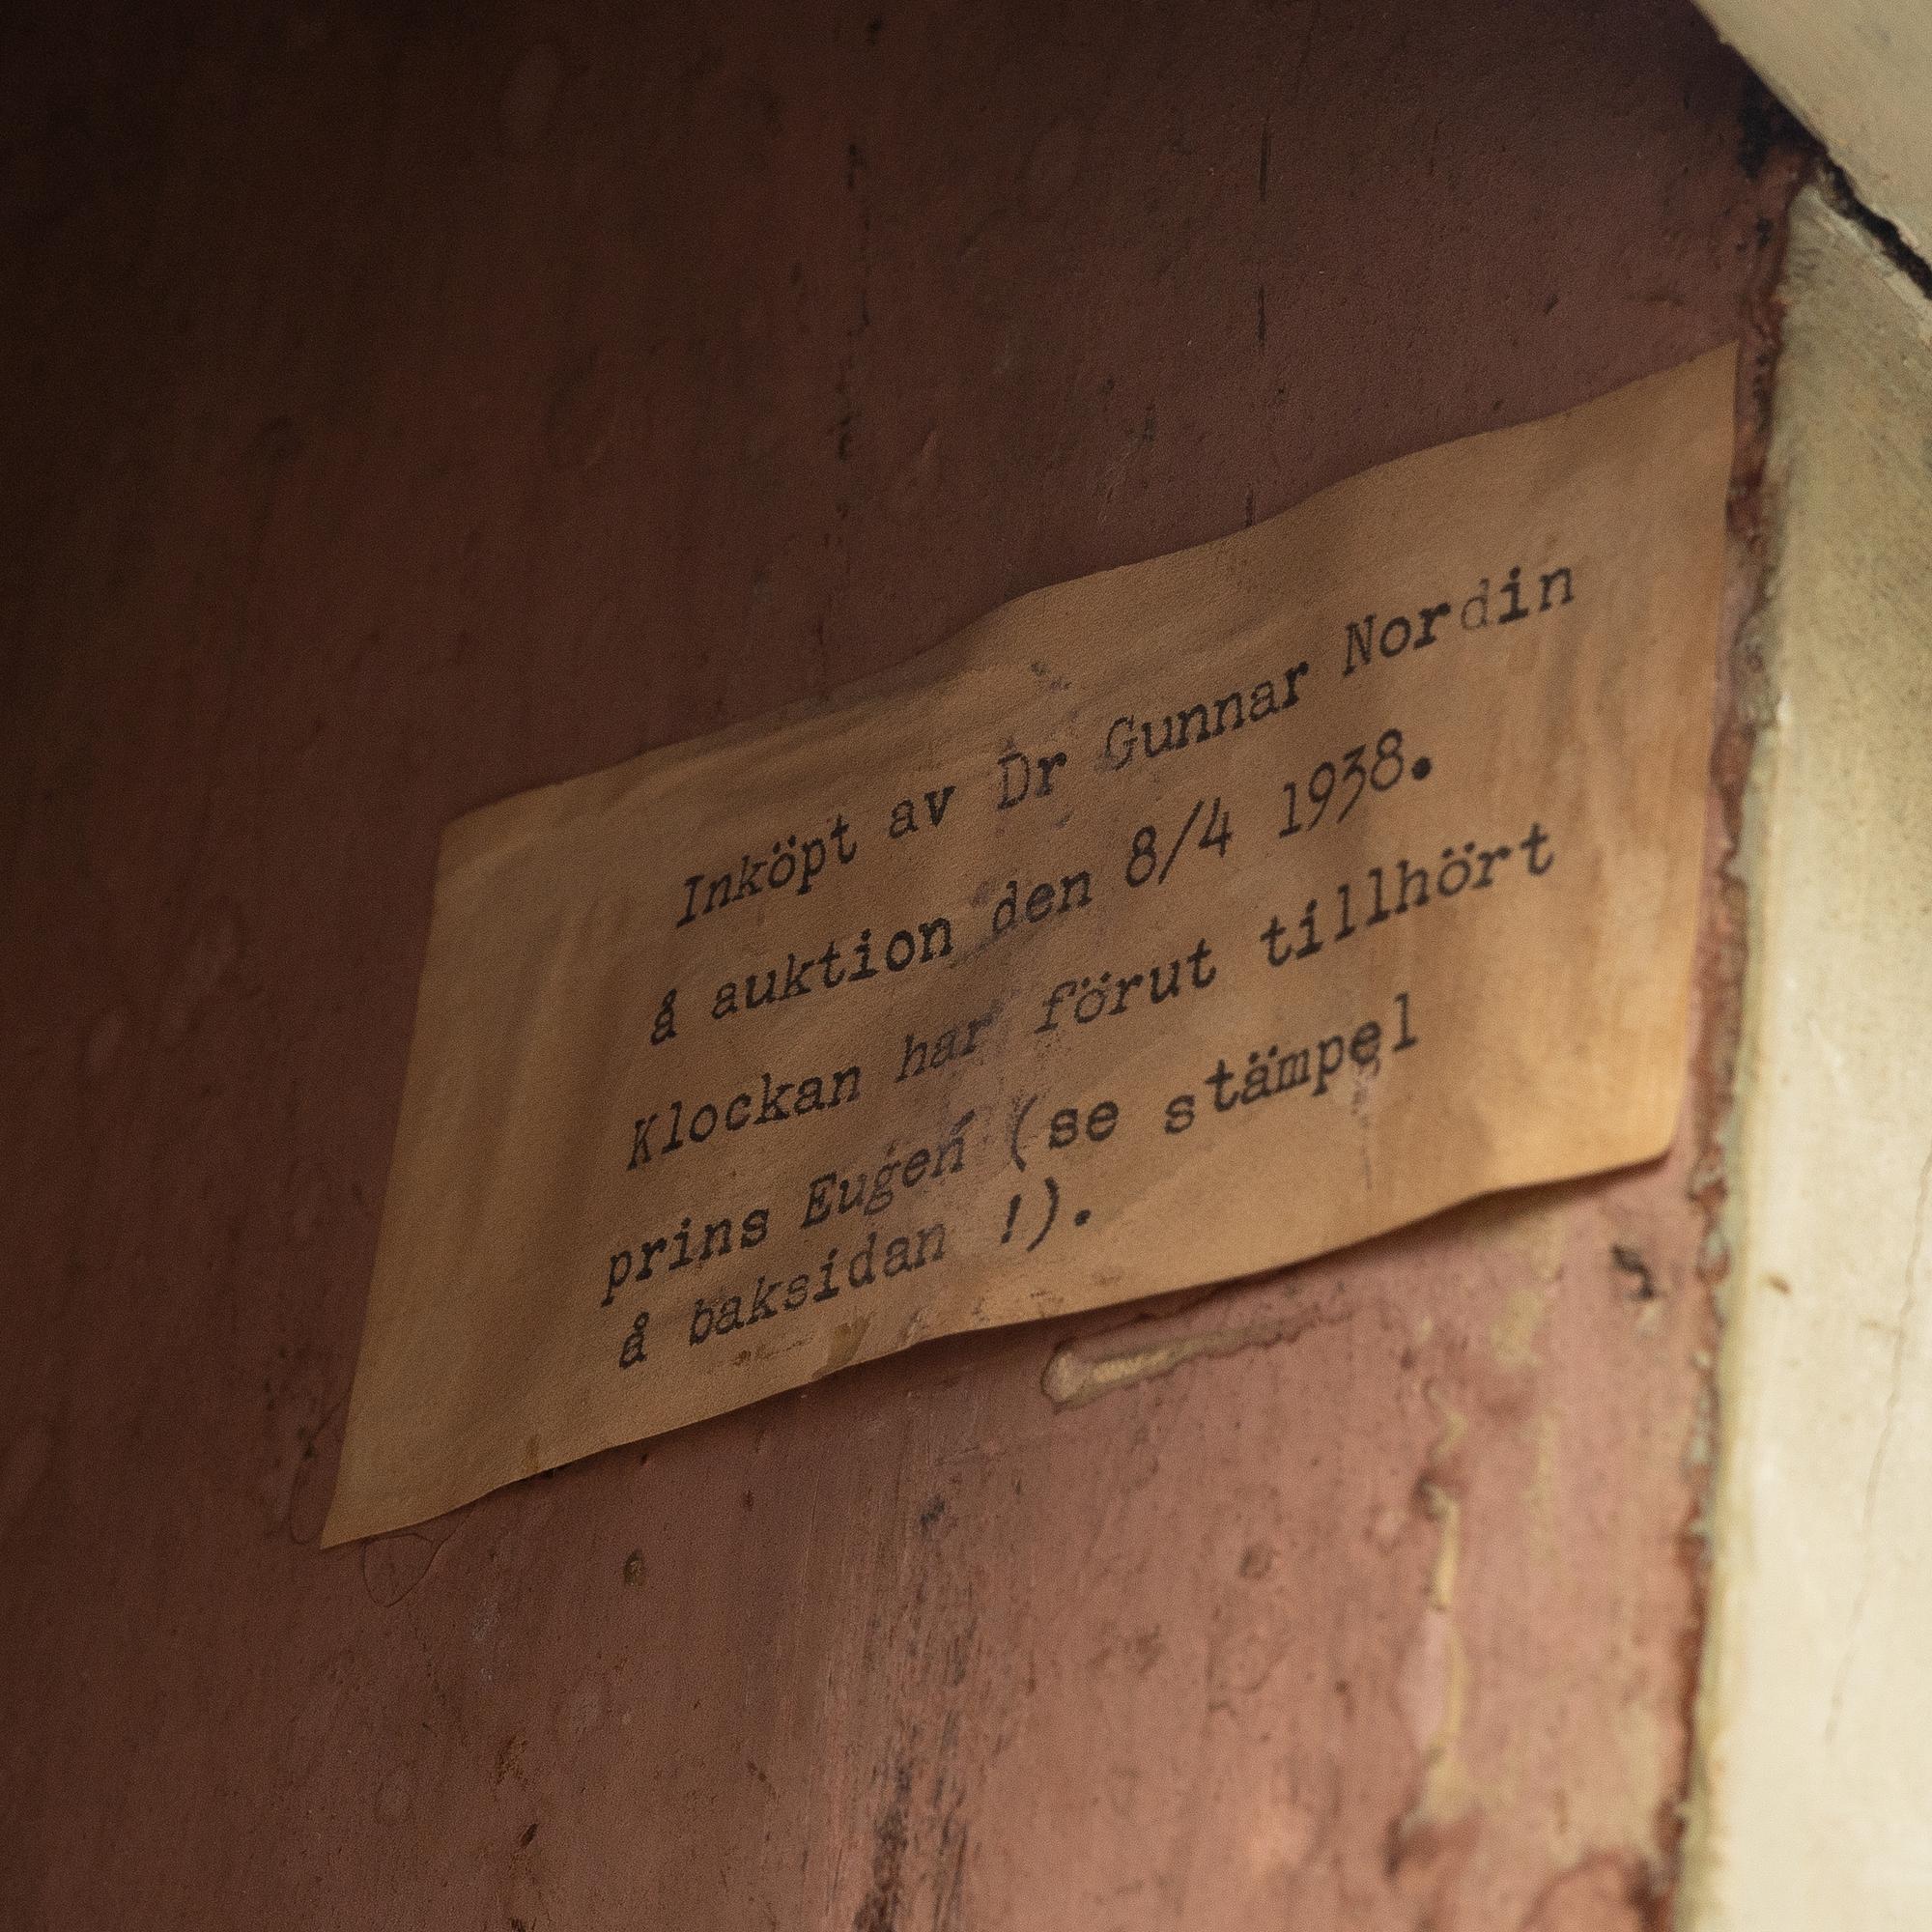 Inköpt av Dr Gunnar Nordin
å auktion den 8/4 1938.
Klockan har förut tillhört
prins Eugen (se stämpel
å baksidan !).